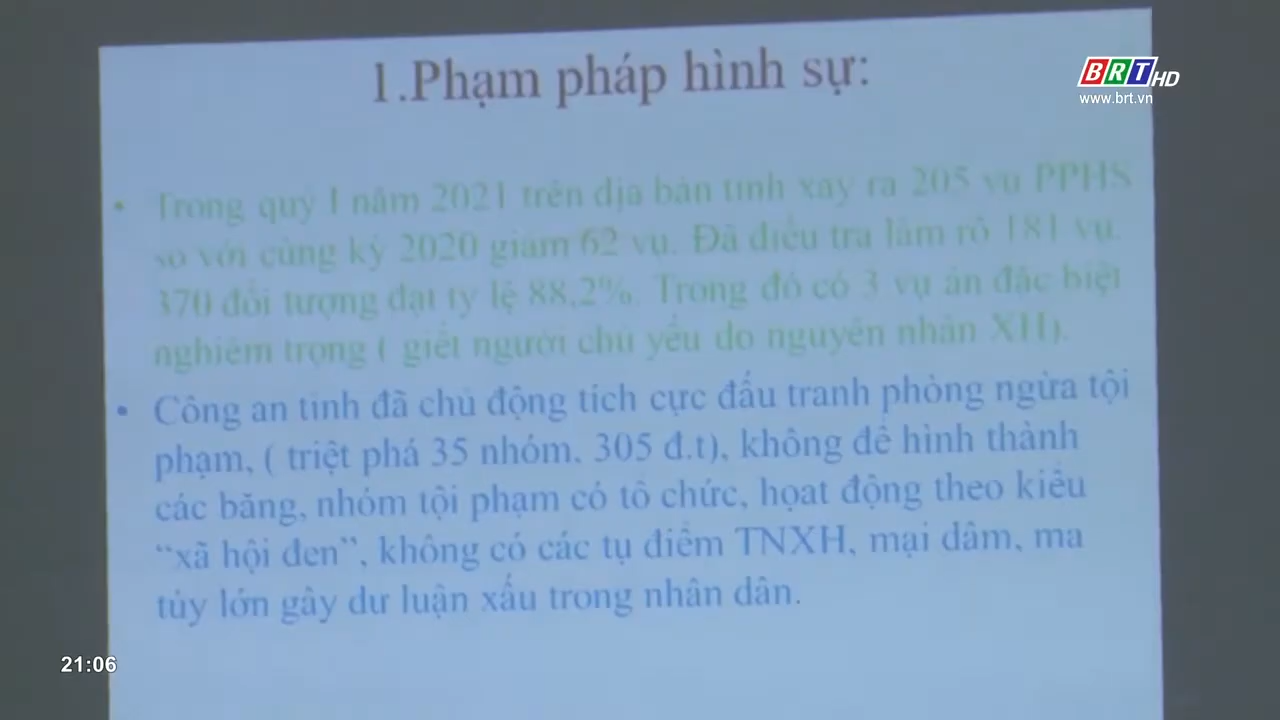 1.Phạm pháp hình sự:
BRT HD
www.brt.vn
• Trong quý I năm 2021 trên địa bàn tỉnh xảy ra 205 vụ PPHS
so với cùng kỳ 2020 giảm 62 vụ. Đã điều tra làm rõ 181 vụ,
370 đối tượng đạt tỷ lệ 88,2%. Trong đó có 3 vụ án đặc biệt
nghiêm trọng ( giết người chủ yếu do nguyên nhân XH).
• Công an tỉnh đã chủ động tích cực đấu tranh phòng ngừa tội
phạm, ( triệt phá 35 nhóm, 305 đ.t), không để hình thành
các băng, nhóm tội phạm có tổ chức, họat động theo kiểu
“xã hội đen”, không có các tụ điểm TNXH, mại dâm, ma
túy lớn gây dư luận xấu trong nhân dân.
21:06